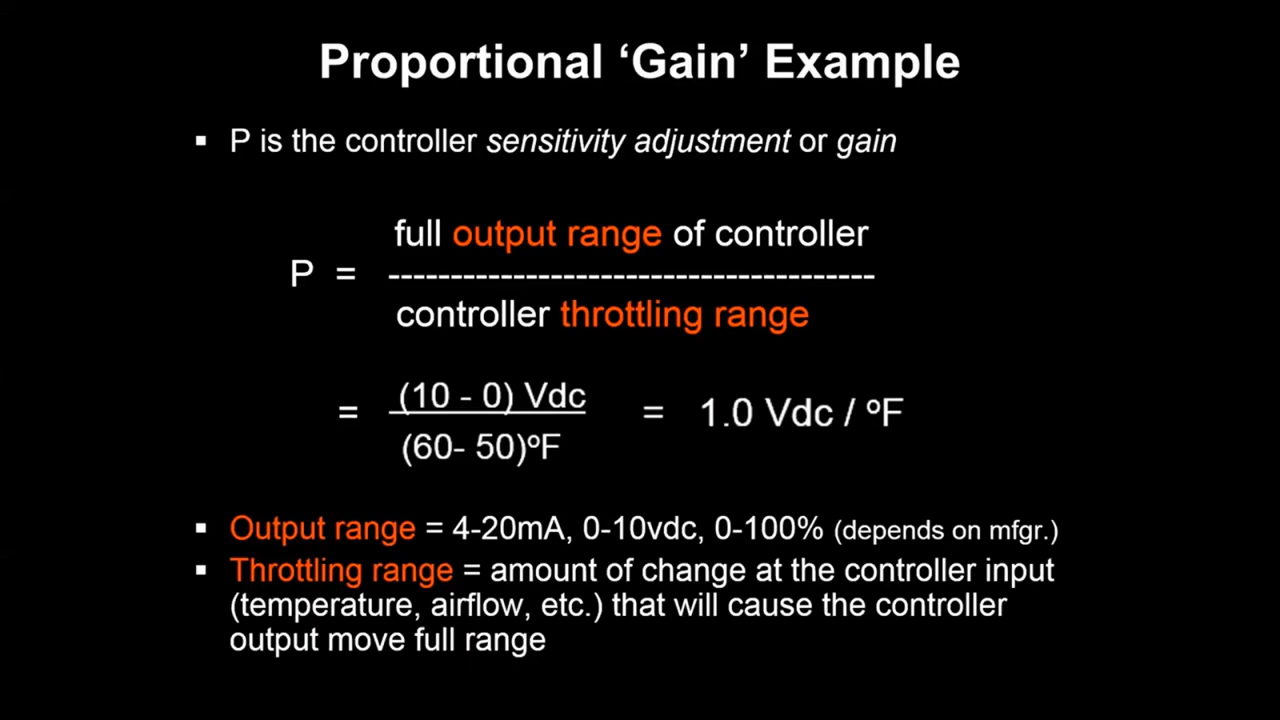 Proportional ‘Gain’ Example
▪ P is the controller sensitivity adjustment or gain
full output range of controller
P = ---------------------------------------
controller throttling range
= (10 - 0) Vdc = 1.0 Vdc / ºF
(60- 50)ºF
▪ Output range = 4-20mA, 0-10vdc, 0-100% (depends on mfgr.)
▪ Throttling range = amount of change at the controller input
(temperature, airflow, etc.) that will cause the controller
output move full range